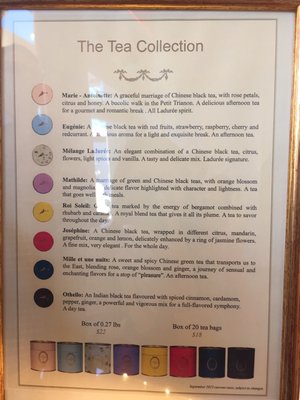 The Tea Collection
Marie - Antoinette: A graceful marriage of Chinese black tea, with rose petals,
citrus and honey. A bucolic walk in the Petit Trianon. A delicious afternoon tea
for a gourmet and romantic break. All Ladurée spirit.
Eugénie: A Chinese black tea with red fruits, strawberry, raspberry, cherry and
redcurrant. A delicious aroma for a light and exquisite break. An afternoon tea.
Mélange Ladurée: An elegant combination of a Chinese black tea, citrus,
flowers, light spices and vanilla. A tasty and delicate mix. Ladurée signature.
Mathilde: A marriage of green and Chinese black teas, with orange blossom
and magnolia. A delicate flavor highlighted with character and lightness. A tea
that goes well with meals.
Roi Soleil: Green tea marked by the energy of bergamot combined with
rhubarb and caramel. A royal blend tea that gives it all its plume. A tea to savor
throughout the day.
Joséphine: A Chinese black tea, wrapped in different citrus, mandarin,
grapefruit, orange and lemon, delicately enhanced by a ring of jasmine flowers.
A fine mix, very elegant . For the whole day.
Mille et une nuits: A sweet and spicy Chinese green tea that transports us to
the East, blending rose, orange blossom and ginger, a journey of sensual and
enchanting flavors for a stop of "pleasure". An afternoon tea.
Othello: An Indian black tea flavoured with spiced cinnamon, cardamom,
pepper, ginger, a powerful and vigorous mix for a full-flavored symphony.
A day tea.
Box of 0.27 lbs
Box of 20 tea bags
$22
$18